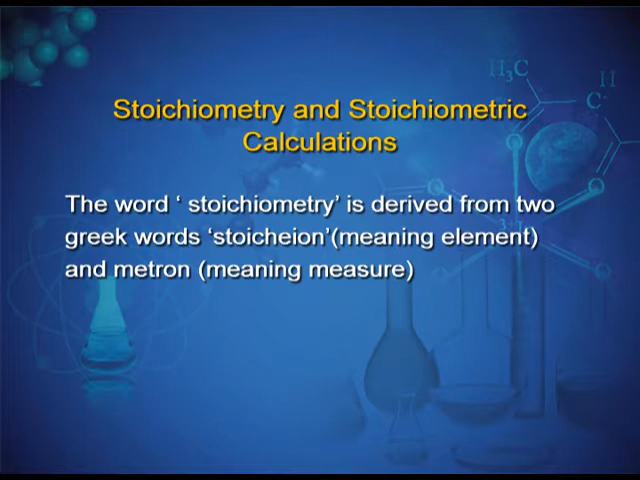 Stoichiometry and Stoichiometric
Calculations
The word ‘ stoichiometry’ is derived from two
greek words ‘stoicheion’(meaning element)
and metron (meaning measure)
H₃C
H
C